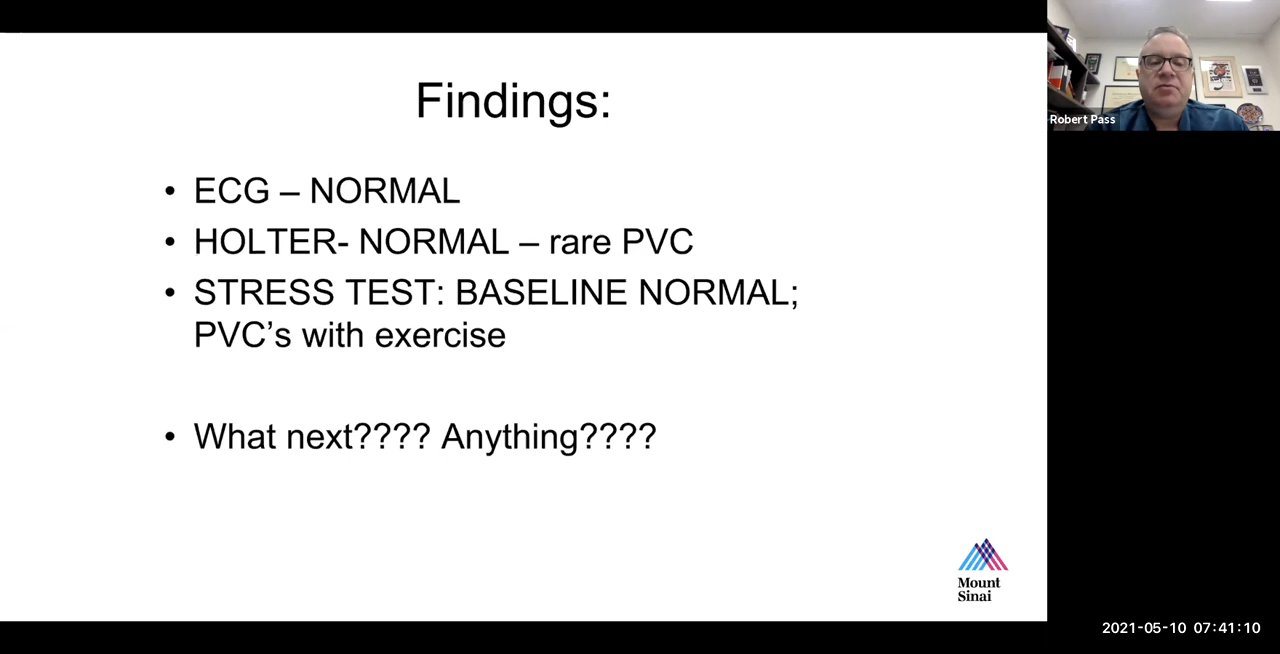 Findings:
• ECG – NORMAL
• HOLTER- NORMAL – rare PVC
• STRESS TEST: BASELINE NORMAL;
PVC’s with exercise
• What next???? Anything????
Mount
Sinai
Robert Pass
2021-05-10 07:41:10